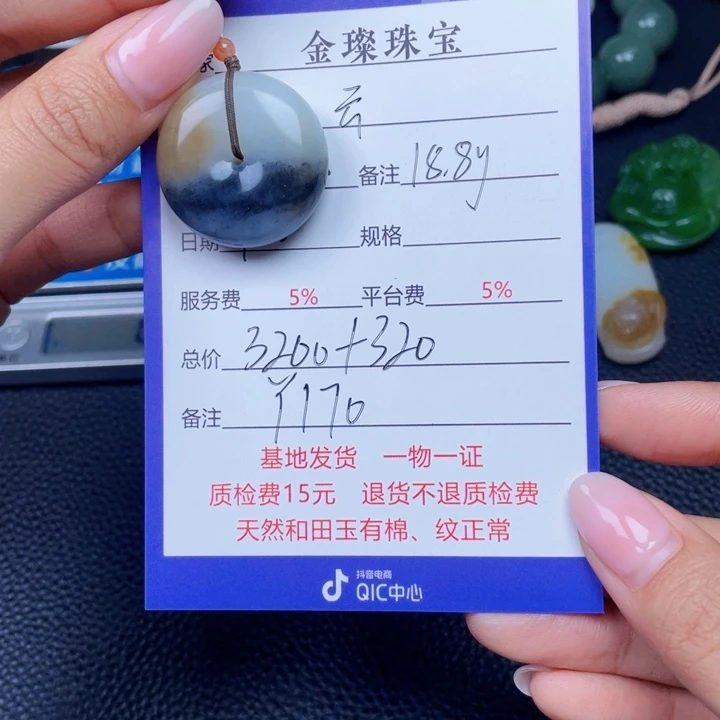 金璨珠宝
云
备注 18.8g
日期 规格
服务费 5% 平台费 5%
总价 3200+320
备注 ¥170
基地发货 一物一证
质检费15元 退货不退质检费
天然和田玉有棉、纹正常
抖音电商
QIC中心